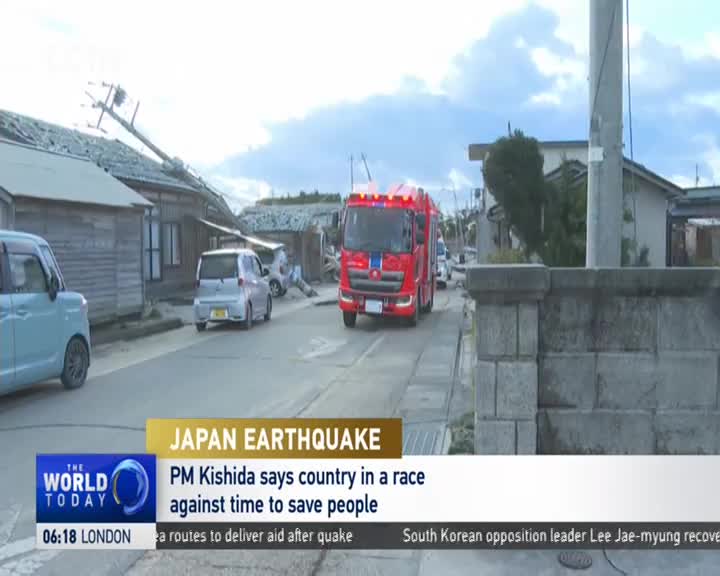 JAPAN EARTHQUAKE
THE
WORLD
TODAY
PM Kishida says country in a race
against time to save people
06:18 LONDON
ea routes to deliver aid after quake South Korean opposition leader Lee Jae-myung recove